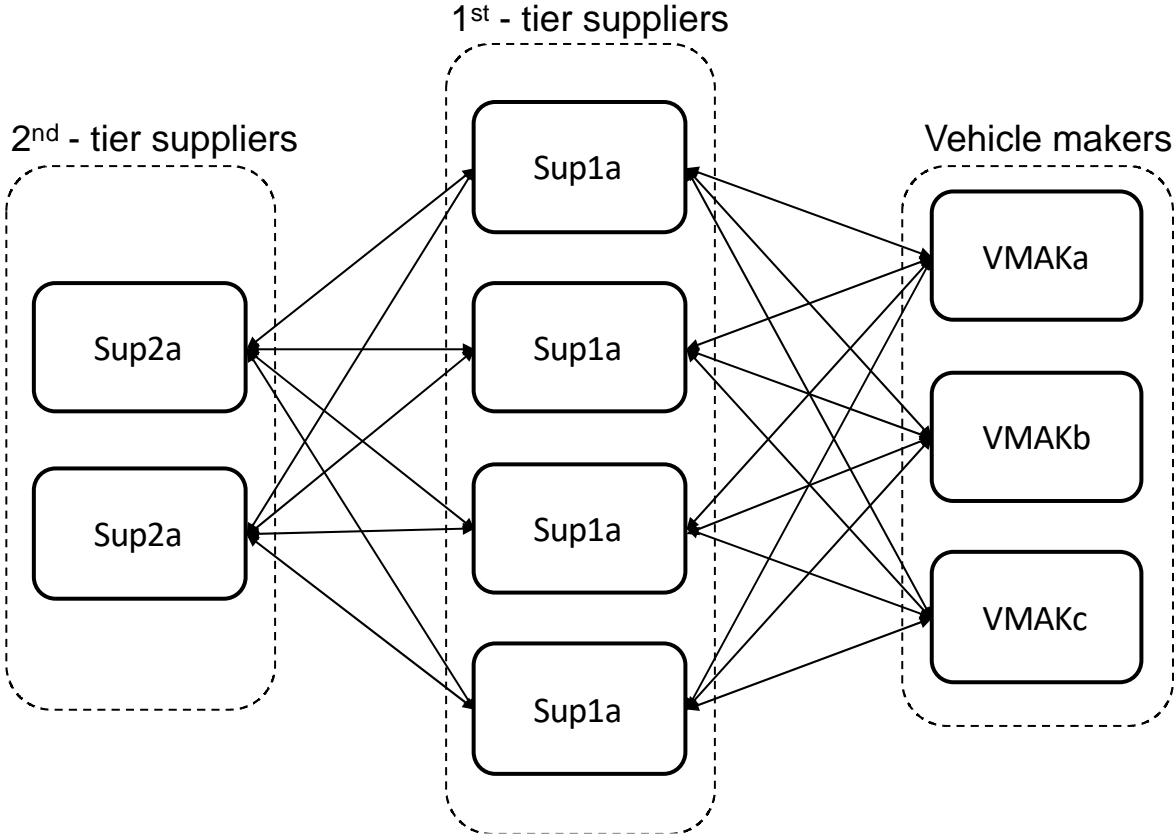 1st - tier suppliers
2nd - tier suppliers
Vehicle makers
Sup1a
VMAKa
Sup2a
Sup1a
VMAKb
Sup2a
Sup1a
VMAKc
Sup1a